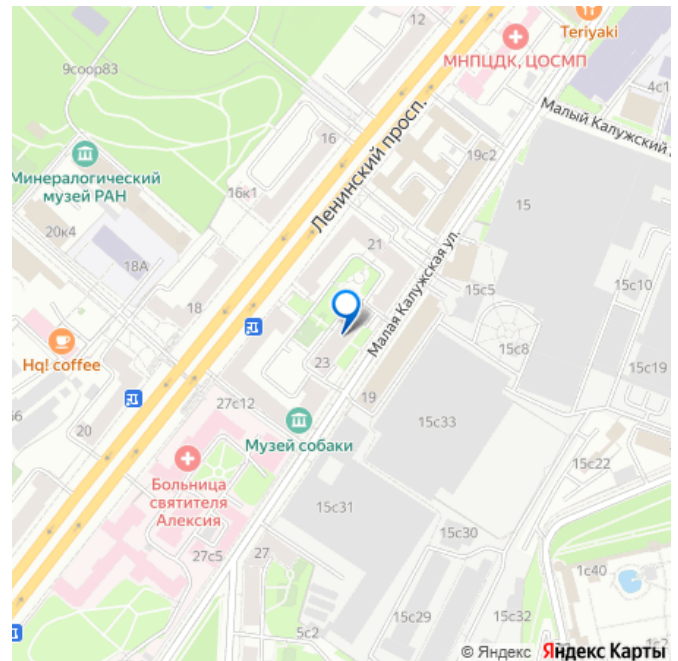 12
Teriyaki
МНПЦДК, ЦОСМП
9соор83
4с1
Малый Калужский
16
Ленинский просп.
19с2
Минералогический
музей РАН
16к1
15
20к4
21
Малая Калужская ул.
18А
15с5
15с10
18
15с8
Hq! coffee
23
15с19
27с12
19
20
15с33
Музей собаки
Больница
святителя
Алексия
15с22
15с31
15с30
27с5
27
1с40
5с2
15с29
15с32
© Яндекс Яндекс Карты